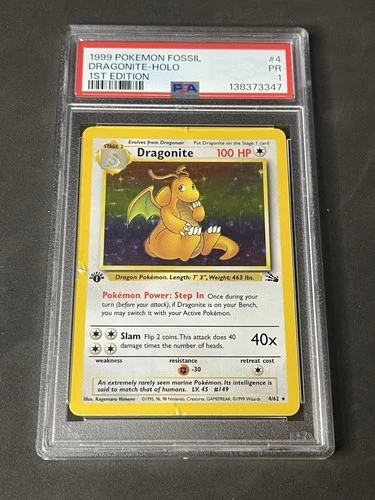 1999 POKEMON FOSSIL #4
DRAGONITE-HOLO PR
1ST EDITION 1
PSA 138373347
STAGE 2 Evolves from Dragonair Put Dragonite on the Stage 1 card
Dragonite 100 HP
Dragon Pokémon. Length: 7' 3", Weight: 463 lbs.
Pokémon Power: Step In Once during your
turn (before your attack), if Dragonite is on your Bench,
you may switch it with your Active Pokémon.
Slam Flip 2 coins. This attack does 40
damage times the number of heads. 40x
weakness resistance retreat cost
-30
An extremely rarely seen marine Pokémon. Its intelligence is
said to match that of humans. LV. 45 #149
Illus. Kagemaru Himeno ©1995, 96, 98 Nintendo, Creatures, GAMEFREAK. ©1999 Wizards. 4/62 ★